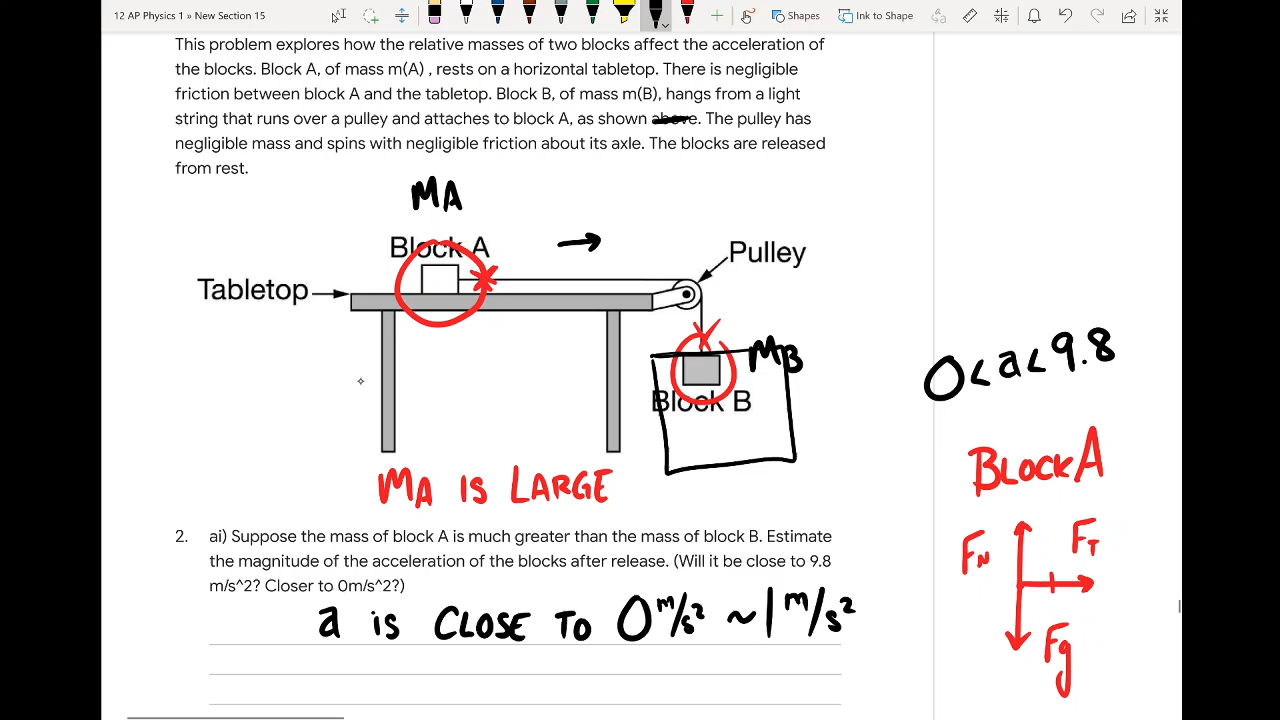 12 AP Physics 1 » New Section 15
Shapes
Ink to Shape
This problem explores how the relative masses of two blocks affect the acceleration of
the blocks. Block A, of mass m(A) , rests on a horizontal tabletop. There is negligible
friction between block A and the tabletop. Block B, of mass m(B), hangs from a light
string that runs over a pulley and attaches to block A, as shown above. The pulley has
negligible mass and spins with negligible friction about its axle. The blocks are released
from rest.
MA
Block A
Pulley
Tabletop
MB
Block B
0<a<9.8
BLOCK A
MA IS LARGE
FN
FT
Fg
2. ai) Suppose the mass of block A is much greater than the mass of block B. Estimate
the magnitude of the acceleration of the blocks after release. (Will it be close to 9.8
m/s^2? Closer to 0m/s^2?)
a is CLOSE TO 0 m/s² ~1 m/s²